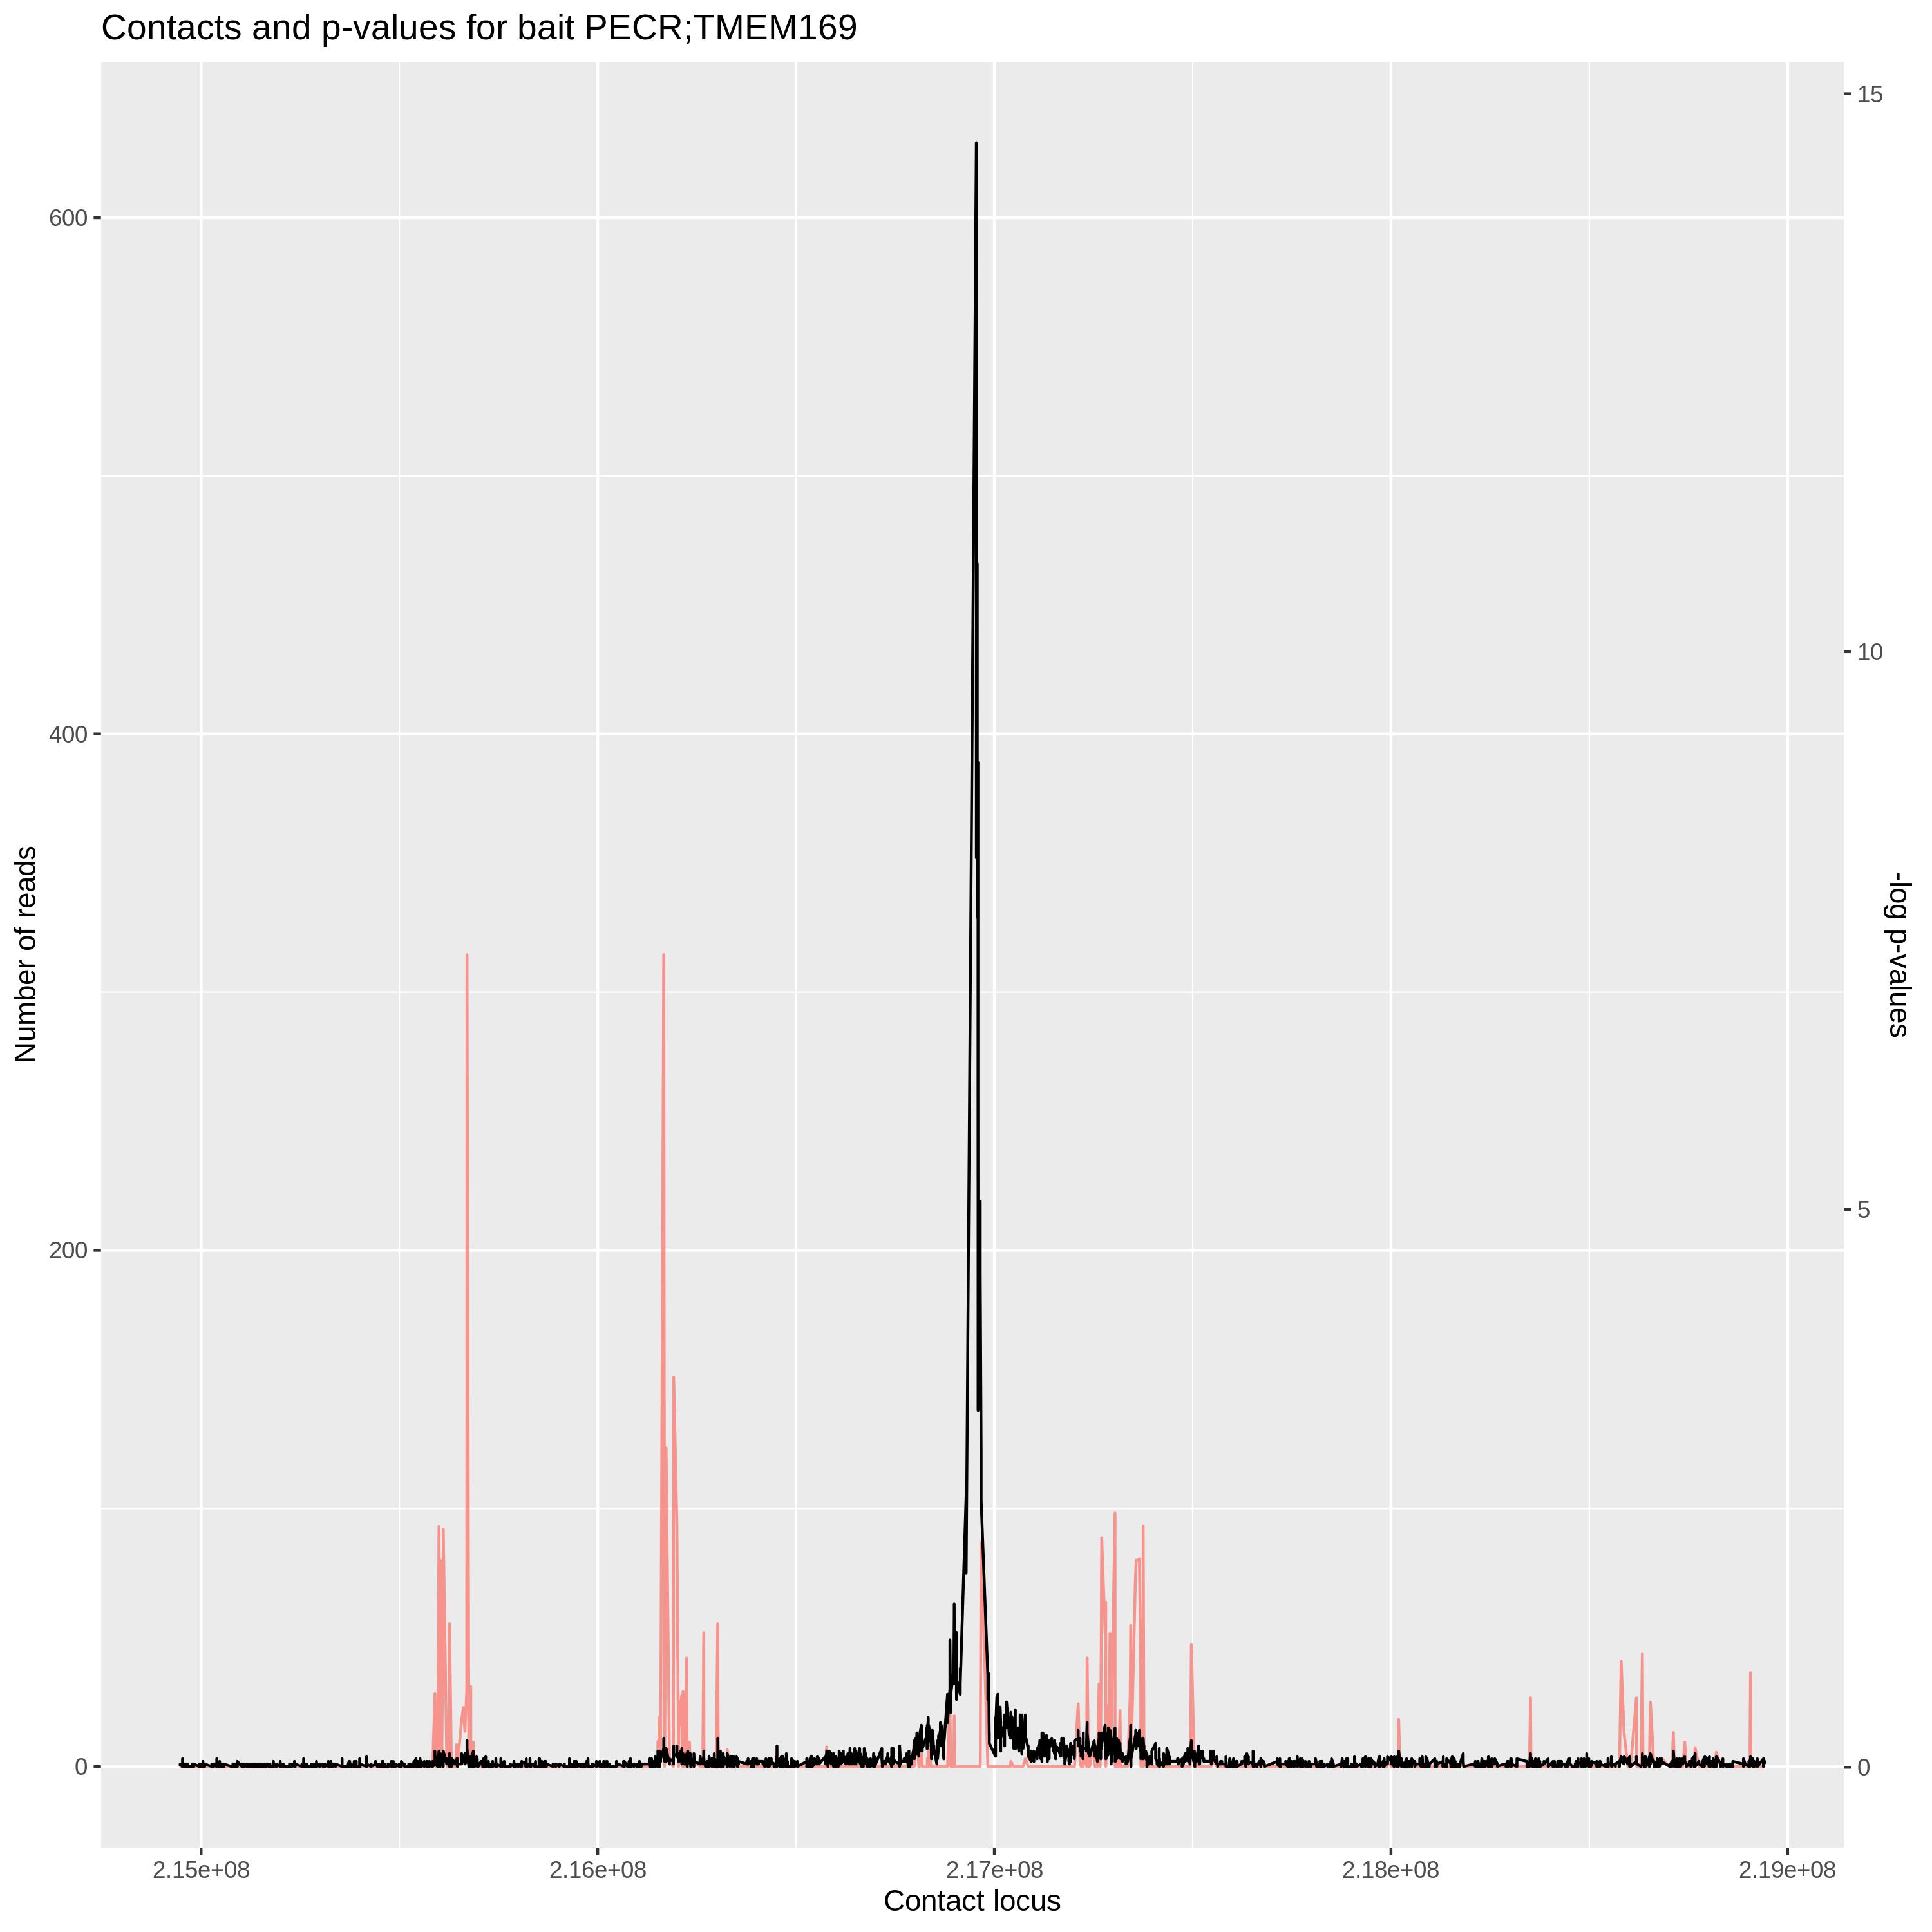 Contacts and p-values for bait PECR;TMEM169
15
600
10
400
Number of reads
-log p-values
5
200
0
0
2.15e+08
2.16e+08
2.17e+08
2.18e+08
2.19e+08
Contact locus